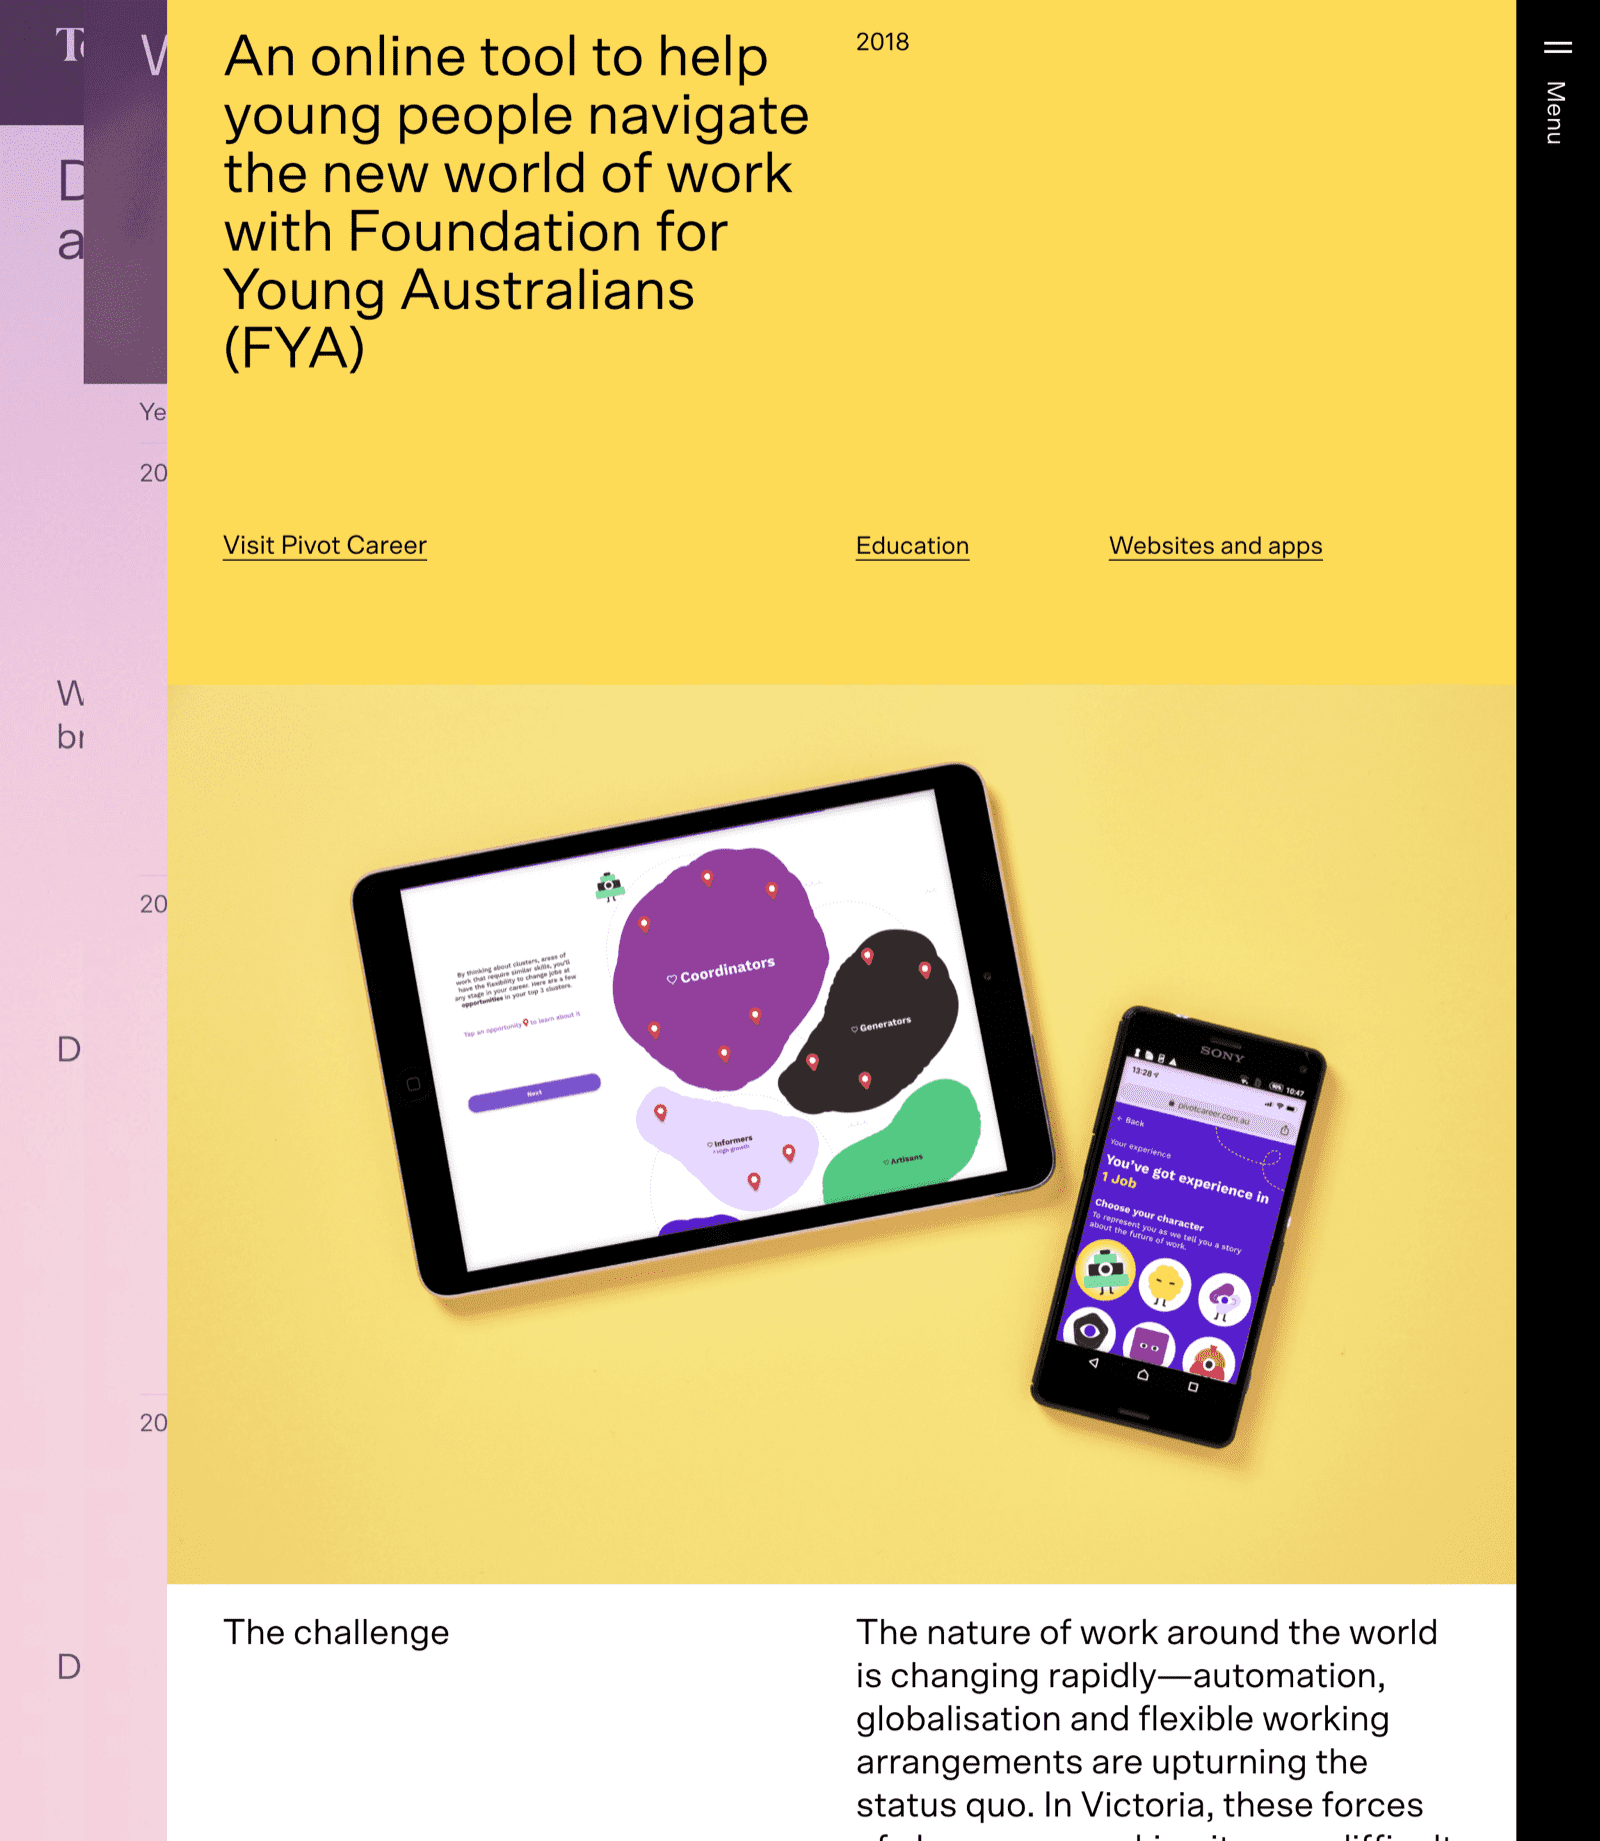 An online tool to help
young people navigate
the new world of work
with Foundation for
Young Australians
(FYA)
2018
Menu
Visit Pivot Career
Education
Websites and apps
Ye
20
W
br
20
D
20
D
D
a
W
By thinking about clusters, areas of
work that require similar skills, you'll
have the flexibility to change jobs at
any stage in your career. Here are a few
opportunities in your top 3 clusters.
Tap an opportunity to learn about it
Next
Coordinators
Generators
Informers
Artisans
SONY
13:28
10:47
pivotcareer.com.au
Back
Your experience
You've got experience in
1 Job
Choose your character
To represent you as we tell you a story
about the future of work.
The challenge
The nature of work around the world
is changing rapidly—automation,
globalisation and flexible working
arrangements are upturning the
status quo. In Victoria, these forces